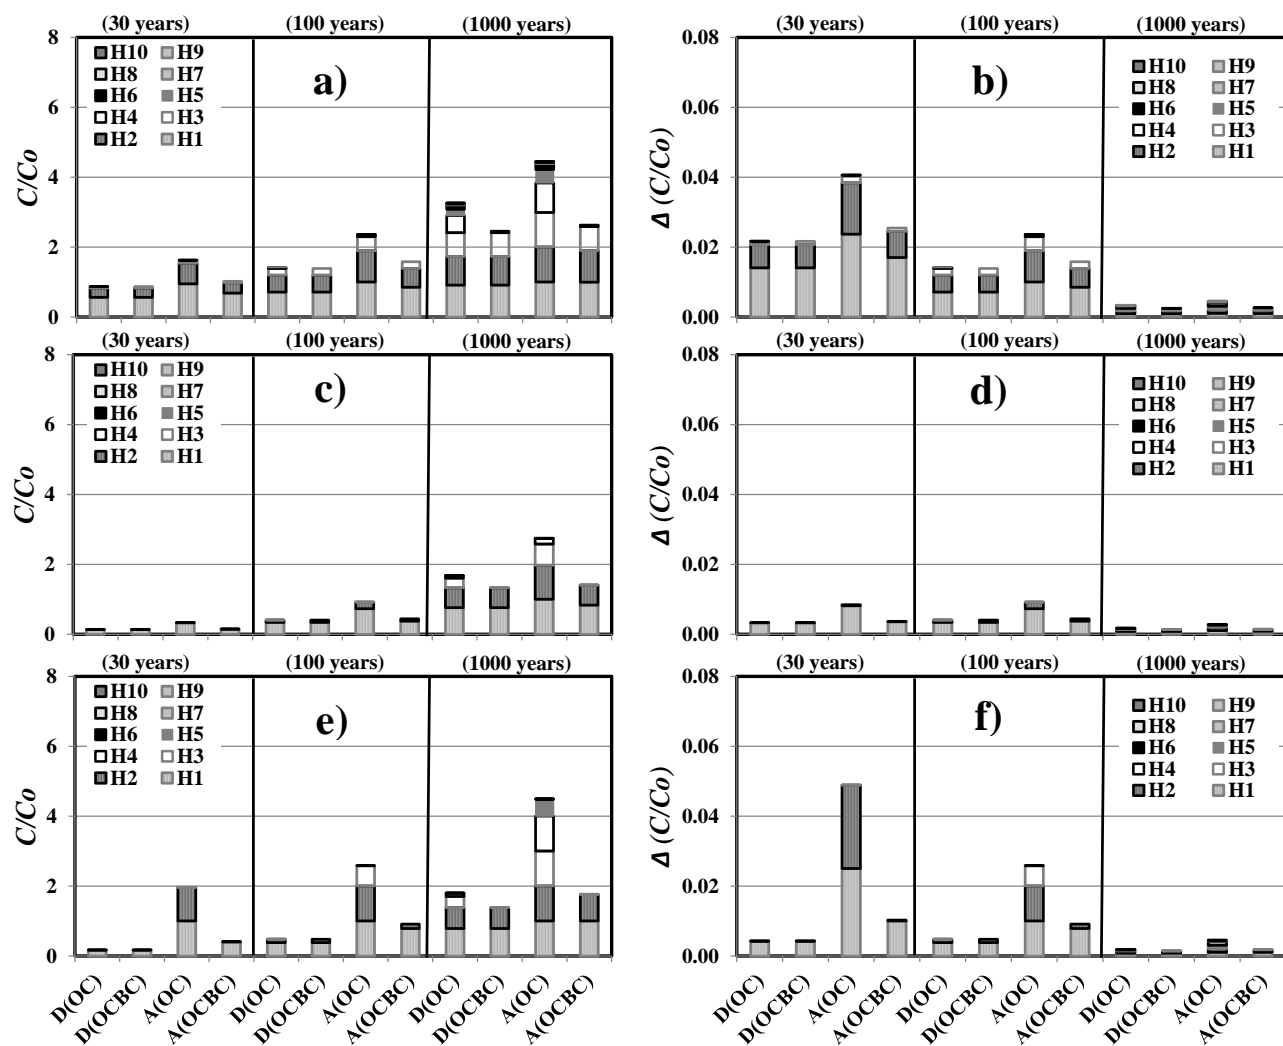 (30 years) (100 years) (1000 years)
8
6
4
2
0
C/Co
H10 H9
H8 H7
H6 H5
H4 H3
H2 H1
a)
(30 years) (100 years) (1000 years)
0.08
0.06
0.04
0.02
0.00
Δ (C/Co)
b)
H10 H9
H8 H7
H6 H5
H4 H3
H2 H1
(30 years) (100 years) (1000 years)
8
6
4
2
0
C/Co
H10 H9
H8 H7
H6 H5
H4 H3
H2 H1
c)
(30 years) (100 years) (1000 years)
0.08
0.06
0.04
0.02
0.00
Δ (C/Co)
d)
H10 H9
H8 H7
H6 H5
H4 H3
H2 H1
(30 years) (100 years) (1000 years)
8
6
4
2
0
C/Co
H10 H9
H8 H7
H6 H5
H4 H3
H2 H1
e)
D(OC) D(OCBC) A(OC) A(OCBC) D(OC) D(OCBC) A(OC) A(OCBC) D(OC) D(OCBC) A(OC) A(OCBC)
(30 years) (100 years) (1000 years)
0.08
0.06
0.04
0.02
0.00
Δ (C/Co)
f)
H10 H9
H8 H7
H6 H5
H4 H3
H2 H1
D(OC) D(OCBC) A(OC) A(OCBC) D(OC) D(OCBC) A(OC) A(OCBC) D(OC) D(OCBC) A(OC) A(OCBC)